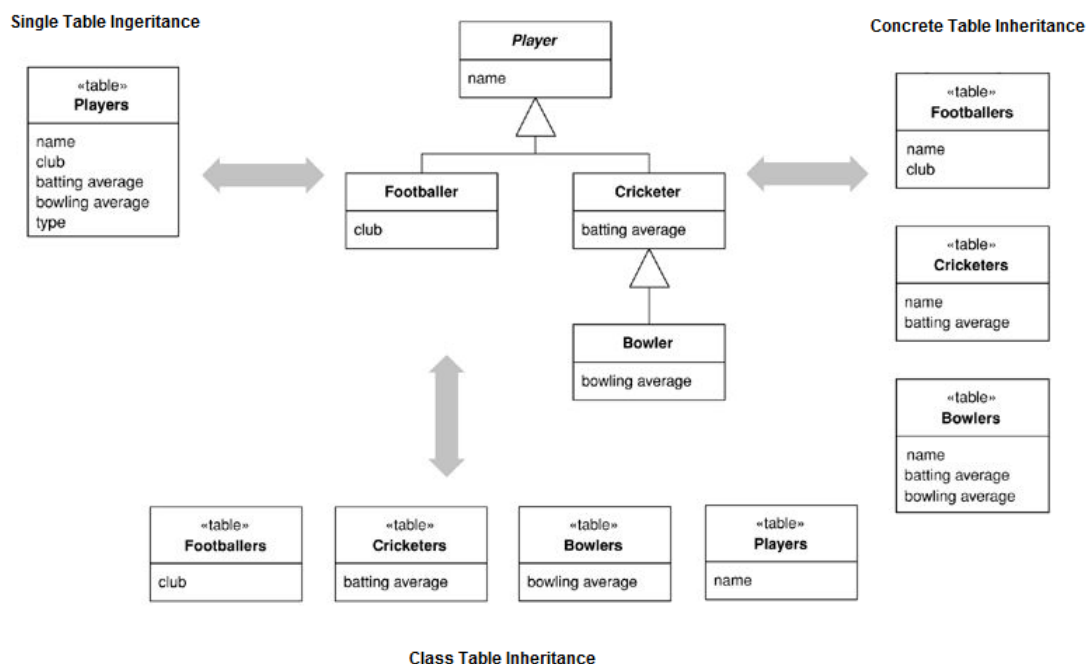 Single Table Ingeritance
«table»
Players
name
club
batting average
bowling average
type
Player
name
Footballer
club
Cricketer
batting average
Bowler
bowling average
Concrete Table Inheritance
«table»
Footballers
name
club
«table»
Cricketers
name
batting average
«table»
Bowlers
name
batting average
bowling average
«table»
Footballers
club
«table»
Cricketers
batting average
«table»
Bowlers
bowling average
«table»
Players
name
Class Table Inheritance